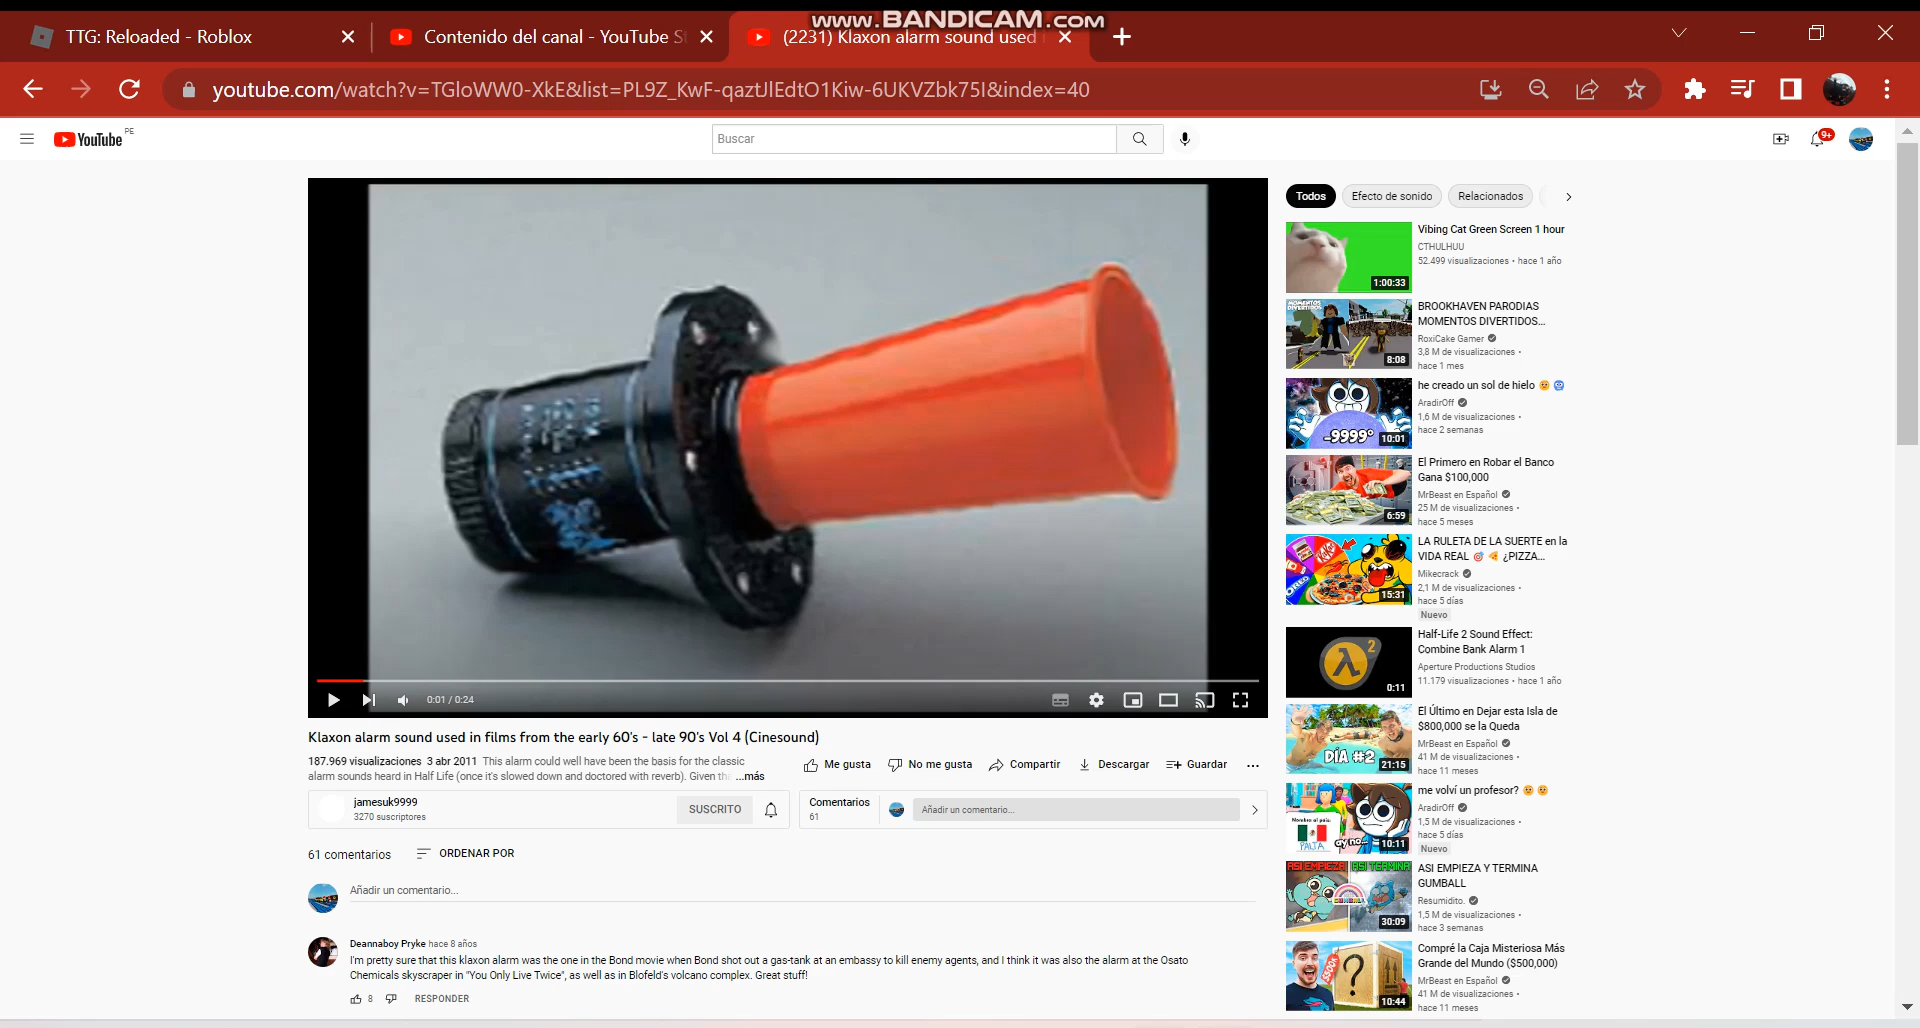 www.BANDICAM.com
TTG: Reloaded - Roblox
Contenido del canal - YouTube S
(2231) Klaxon alarm sound used
youtube.com/watch?v=TGloWW0-XkE&list=PL9Z_KwF-qaztJlEdtO1Kiw-6UKVZbk75I&index=40
YouTube PE
Buscar
9+
Todos
Efecto de sonido
Relacionados
Vibing Cat Green Screen 1 hour
CTHULHUU
52.499 visualizaciones • hace 1 año
1:00:33
MOMENTOS DIVERTIDOS
BROOKHAVEN PARODIAS
MOMENTOS DIVERTIDOS...
RoxiCake Gamer
3,8 M de visualizaciones •
hace 1 mes
8:08
he creado un sol de hielo
AradirOff
1,6 M de visualizaciones •
hace 2 semanas
-9999°
10:01
El Primero en Robar el Banco
Gana $100,000
MrBeast en Español
25 M de visualizaciones •
hace 5 meses
6:59
LA RULETA DE LA SUERTE en la
VIDA REAL 🎯 🍕 ¿PIZZA...
Mikecrack
2,1 M de visualizaciones •
hace 5 días
Nuevo
OREO
15:31
Half-Life 2 Sound Effect:
Combine Bank Alarm 1
Aperture Productions Studios
11.179 visualizaciones • hace 1 año
λ2
0:11
El Último en Dejar esta Isla de
$800,000 se la Queda
MrBeast en Español
41 M de visualizaciones •
hace 11 meses
DÍA #2
21:15
me volví un profesor?
AradirOff
1,5 M de visualizaciones •
hace 5 días
Nuevo
Nombra al país:
PALTA
ay no...
10:11
ASI EMPIEZA Y TERMINA
GUMBALL
Resumidito.
1,5 M de visualizaciones •
hace 3 semanas
ASI EMPIEZA
ASI TERMINA
30:09
Compré la Caja Misteriosa Más
Grande del Mundo ($500,000)
MrBeast en Español
41 M de visualizaciones •
hace 11 meses
?
10:44
0:01 / 0:24
Klaxon alarm sound used in films from the early 60's - late 90's Vol 4 (Cinesound)
187.969 visualizaciones 3 abr 2011 This alarm could well have been the basis for the classic
alarm sounds heard in Half Life (once it's slowed down and doctored with reverb). Given th ...más
Me gusta
No me gusta
Compartir
Descargar
Guardar
jamesuk9999
3270 suscriptores
SUSCRITO
Comentarios
61
Añadir un comentario...
61 comentarios
ORDENAR POR
Añadir un comentario...
Deannaboy Pryke hace 8 años
I'm pretty sure that this klaxon alarm was the one in the Bond movie when Bond shot out a gas-tank at an embassy to kill enemy agents, and I think it was also the alarm at the Osato
Chemicals skyscraper in "You Only Live Twice", as well as in Blofeld's volcano complex. Great stuff!
8
RESPONDER